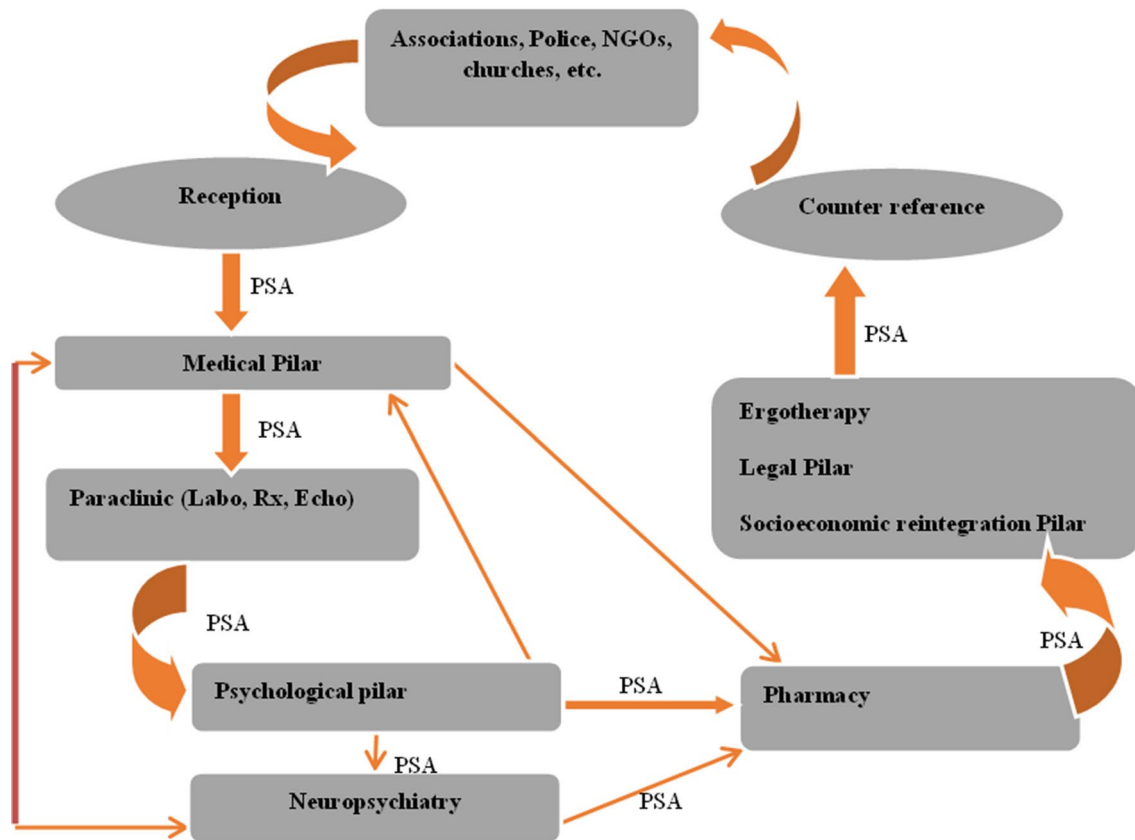 Associations, Police, NGOs,
churches, etc.
Reception
Counter reference
PSA
PSA
Medical Pilar
PSA
Ergotherapy
Legal Pilar
Socioeconomic reintegration Pilar
Paraclinic (Labo, Rx, Echo)
PSA
PSA
Psychological pilar
PSA
Pharmacy
PSA
Neuropsychiatry
PSA